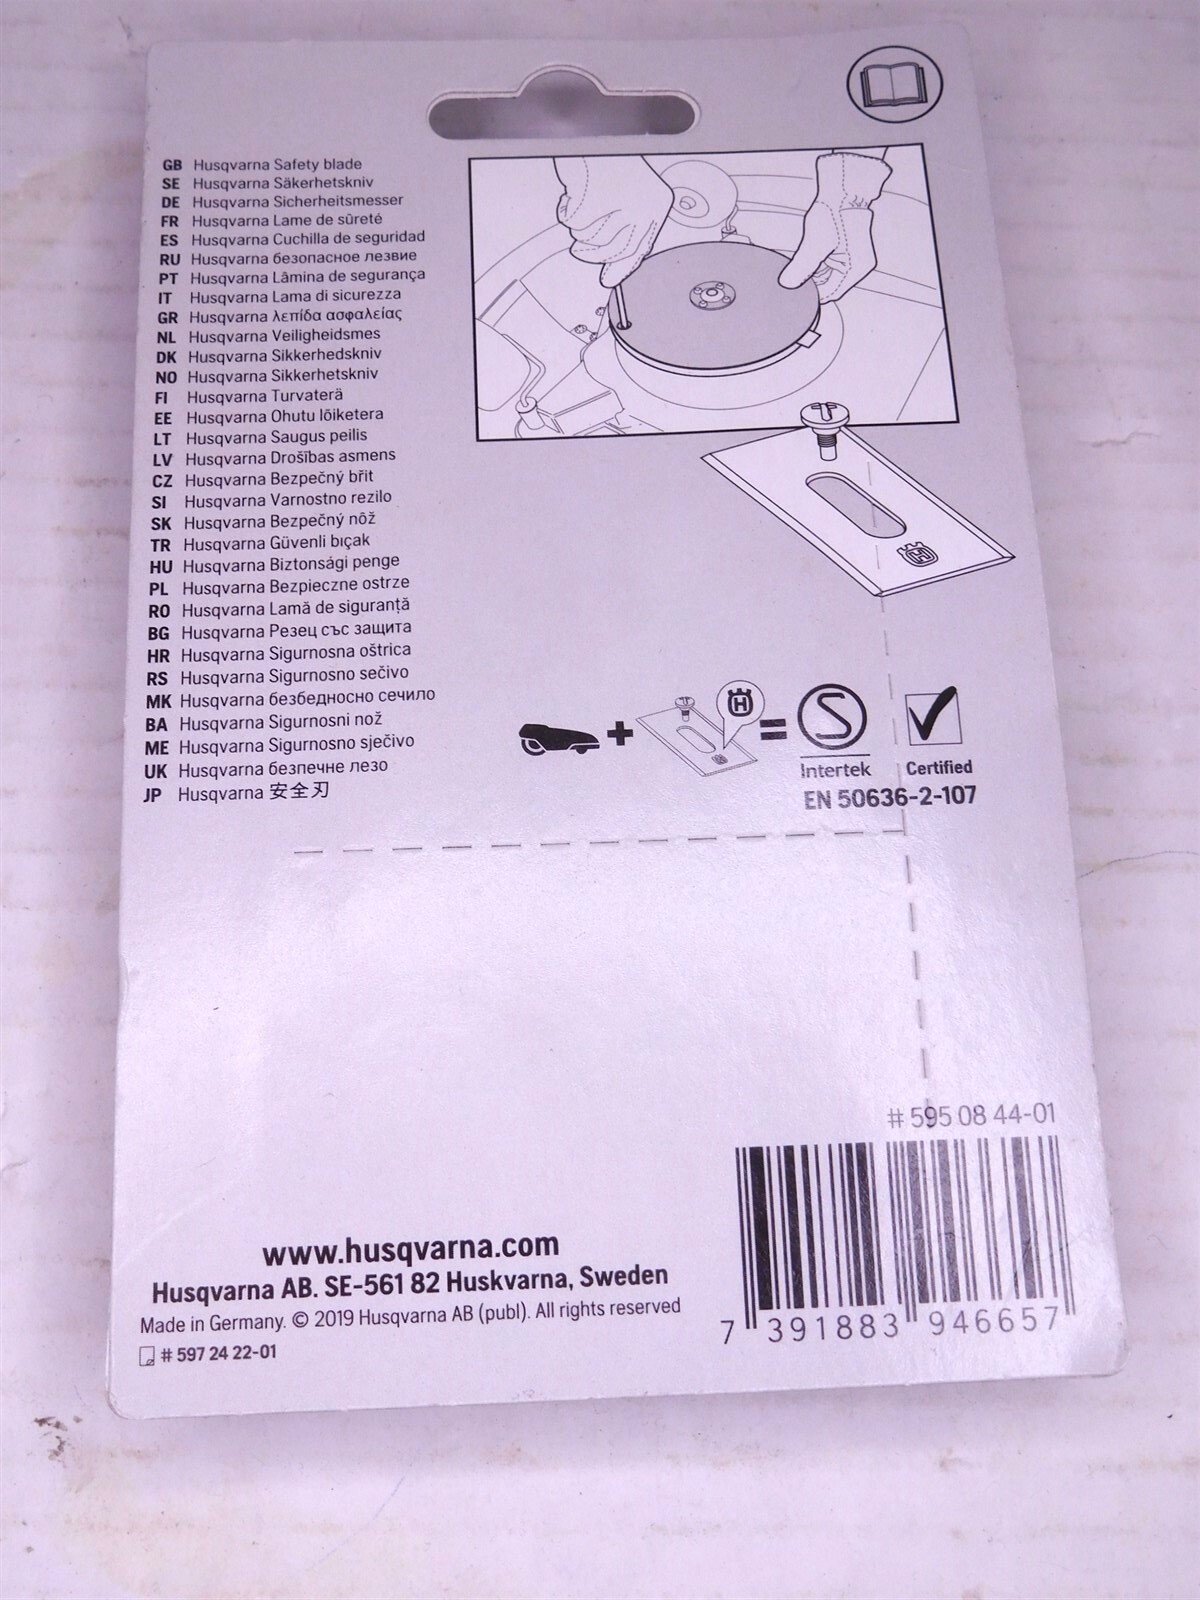 GB Husqvarna Safety blade
SE Husqvarna Säkerhetskniv
DE Husqvarna Sicherheitsmesser
FR Husqvarna Lame de sûreté
ES Husqvarna Cuchilla de seguridad
RU Husqvarna безопасное лезвие
PT Husqvarna Lâmina de segurança
IT Husqvarna Lama di sicurezza
GR Husqvarna λεπίδα ασφαλείας
NL Husqvarna Veiligheidsmes
DK Husqvarna Sikkerhedskniv
NO Husqvarna Sikkerhetskniv
FI Husqvarna Turvaterä
EE Husqvarna Ohutu lõiketera
LT Husqvarna Saugus peilis
LV Husqvarna Drošības asmens
CZ Husqvarna Bezpečný břit
SI Husqvarna Varnostno rezilo
SK Husqvarna Bezpečný nôž
TR Husqvarna Güvenli bıçak
HU Husqvarna Biztonsági penge
PL Husqvarna Bezpieczne ostrze
RO Husqvarna Lamă de siguranță
BG Husqvarna Резец със защита
HR Husqvarna Sigurnosna oštrica
RS Husqvarna Sigurnosno sečivo
MK Husqvarna безбедносно сечило
BA Husqvarna Sigurnosni nož
ME Husqvarna Sigurnosno sječivo
UK Husqvarna безпечне лезо
JP Husqvarna 安全刃
H
H
+ = S
Intertek Certified
EN 50636-2-107
# 595 08 44-01
7 391883 946657
www.husqvarna.com
Husqvarna AB. SE-561 82 Huskvarna, Sweden
Made in Germany. © 2019 Husqvarna AB (publ). All rights reserved
# 597 24 22-01